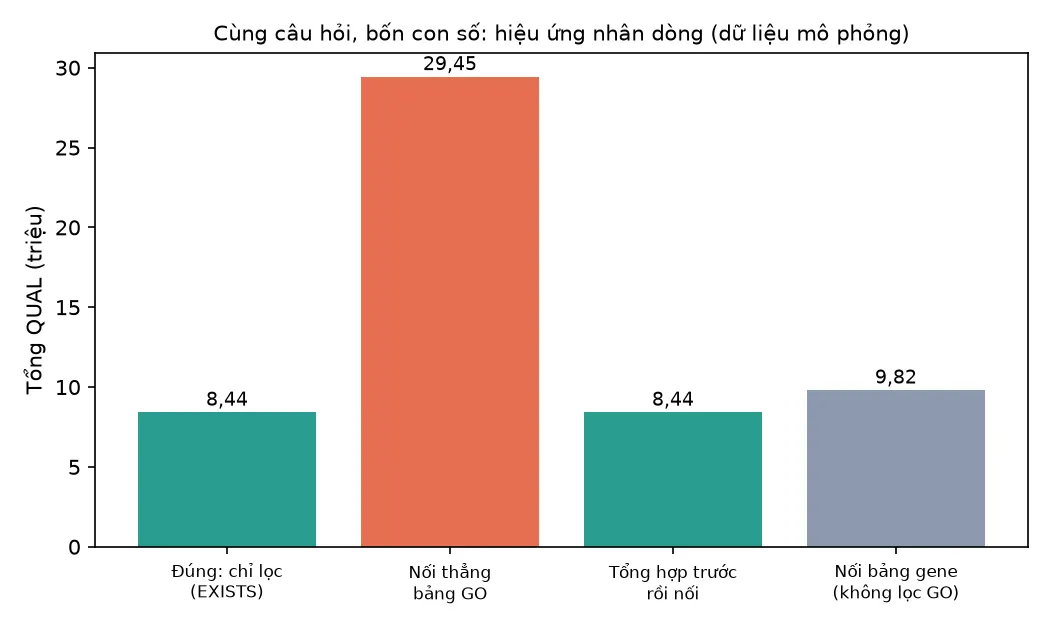 Cùng câu hỏi, bốn con số: hiệu ứng nhân dòng (dữ liệu mô phỏng)
Tổng QUAL (triệu)
30
25
20
15
10
5
0
8,44
29,45
8,44
9,82
Đúng: chỉ lọc
(EXISTS)
Nối thẳng
bảng GO
Tổng hợp trước
rồi nối
Nối bảng gene
(không lọc GO)